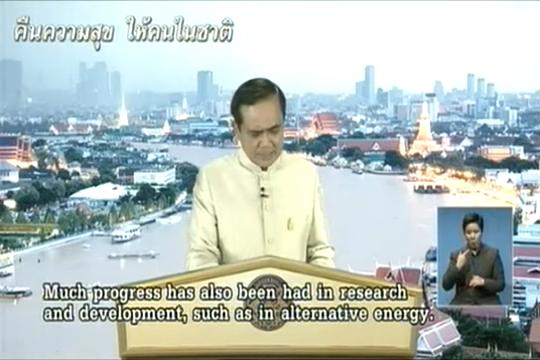 คืนความสุข ให้คนในชาติ
Much progress has also been had in research
and development, such as in alternative energy.